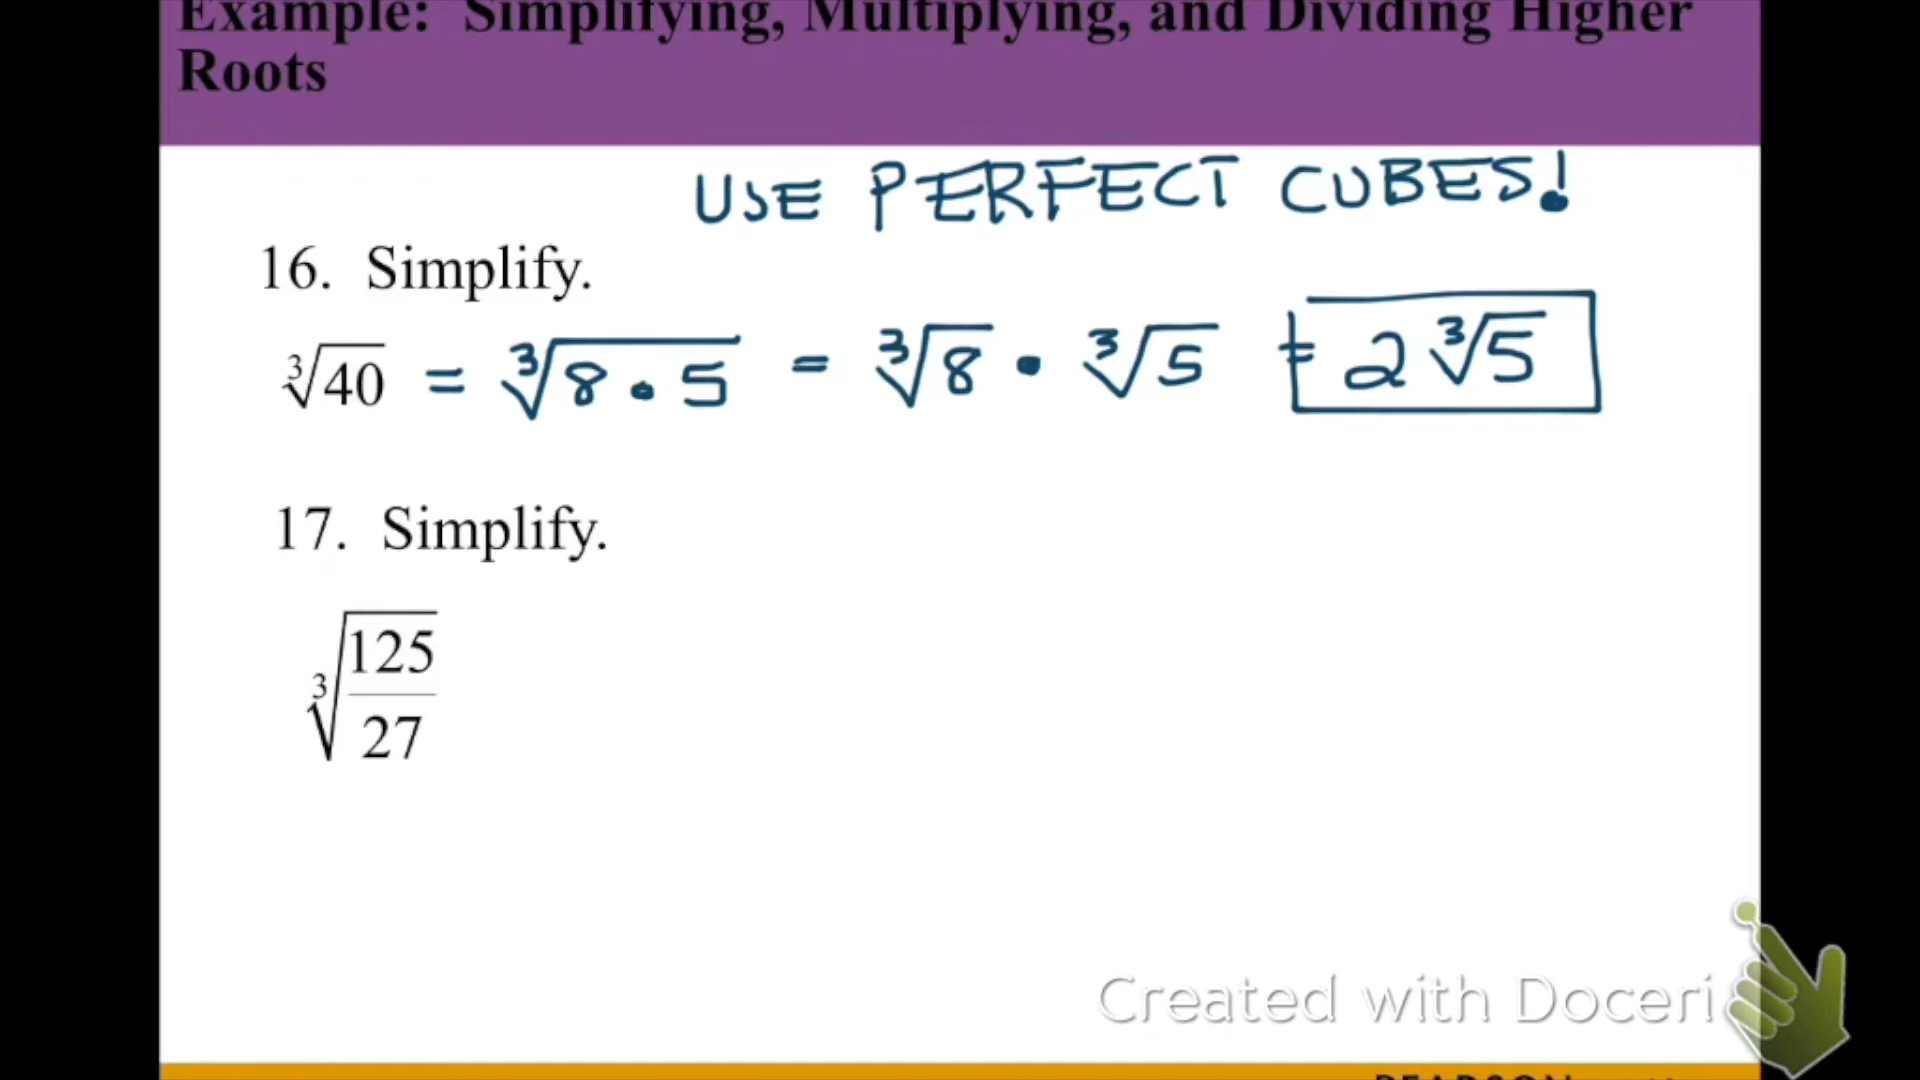 Example: Simplifying, Multiplying, and Dividing Higher
Roots
USE PERFECT CUBES!
16. Simplify.
∛40 = ∛8 • 5 = ∛8 • ∛5 = 2 ∛5
17. Simplify.
∛125/27
Created with Doceri
PEARSON